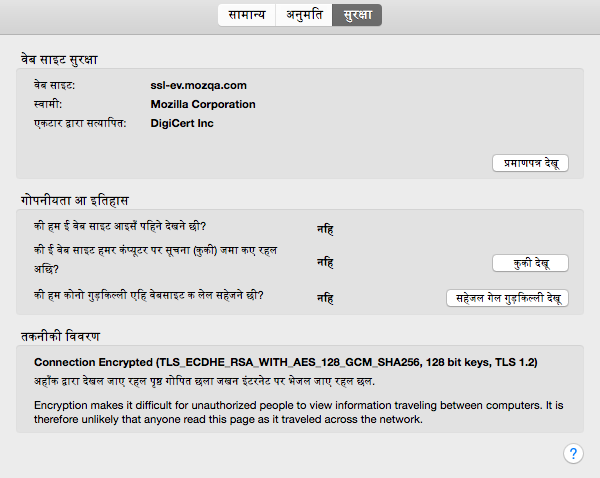 सामान्य अनुमति सुरक्षा
वेब साइट सुरक्षा
वेब साइट: ssl-ev.mozqa.com
स्वामी: Mozilla Corporation
एकटार द्वारा सत्यापित: DigiCert Inc
प्रमाणपत्र देखू
गोपनीयता आ इतिहास
की हम ई वेब साइट आइसँ पहिने देखने छी? नहि
की ई वेब साइट हमर कंप्यूटर पर सूचना (कुकी) जमा कए रहल
अछि? नहि कुकी देखू
की हम कोनो गुड़किल्ली एहि वेबसाइट क लेल सहेजने छी? नहि सहेजल गेल गुड़किल्ली देखू
तकनीकी विवरण
Connection Encrypted (TLS_ECDHE_RSA_WITH_AES_128_GCM_SHA256, 128 bit keys, TLS 1.2)
अहाँक द्वारा देखल जाए रहल पृष्ठ गोपित छला जखन इंटरनेट पर भेजल जाए रहल छल.
Encryption makes it difficult for unauthorized people to view information traveling between computers. It is
therefore unlikely that anyone read this page as it traveled across the network.
?